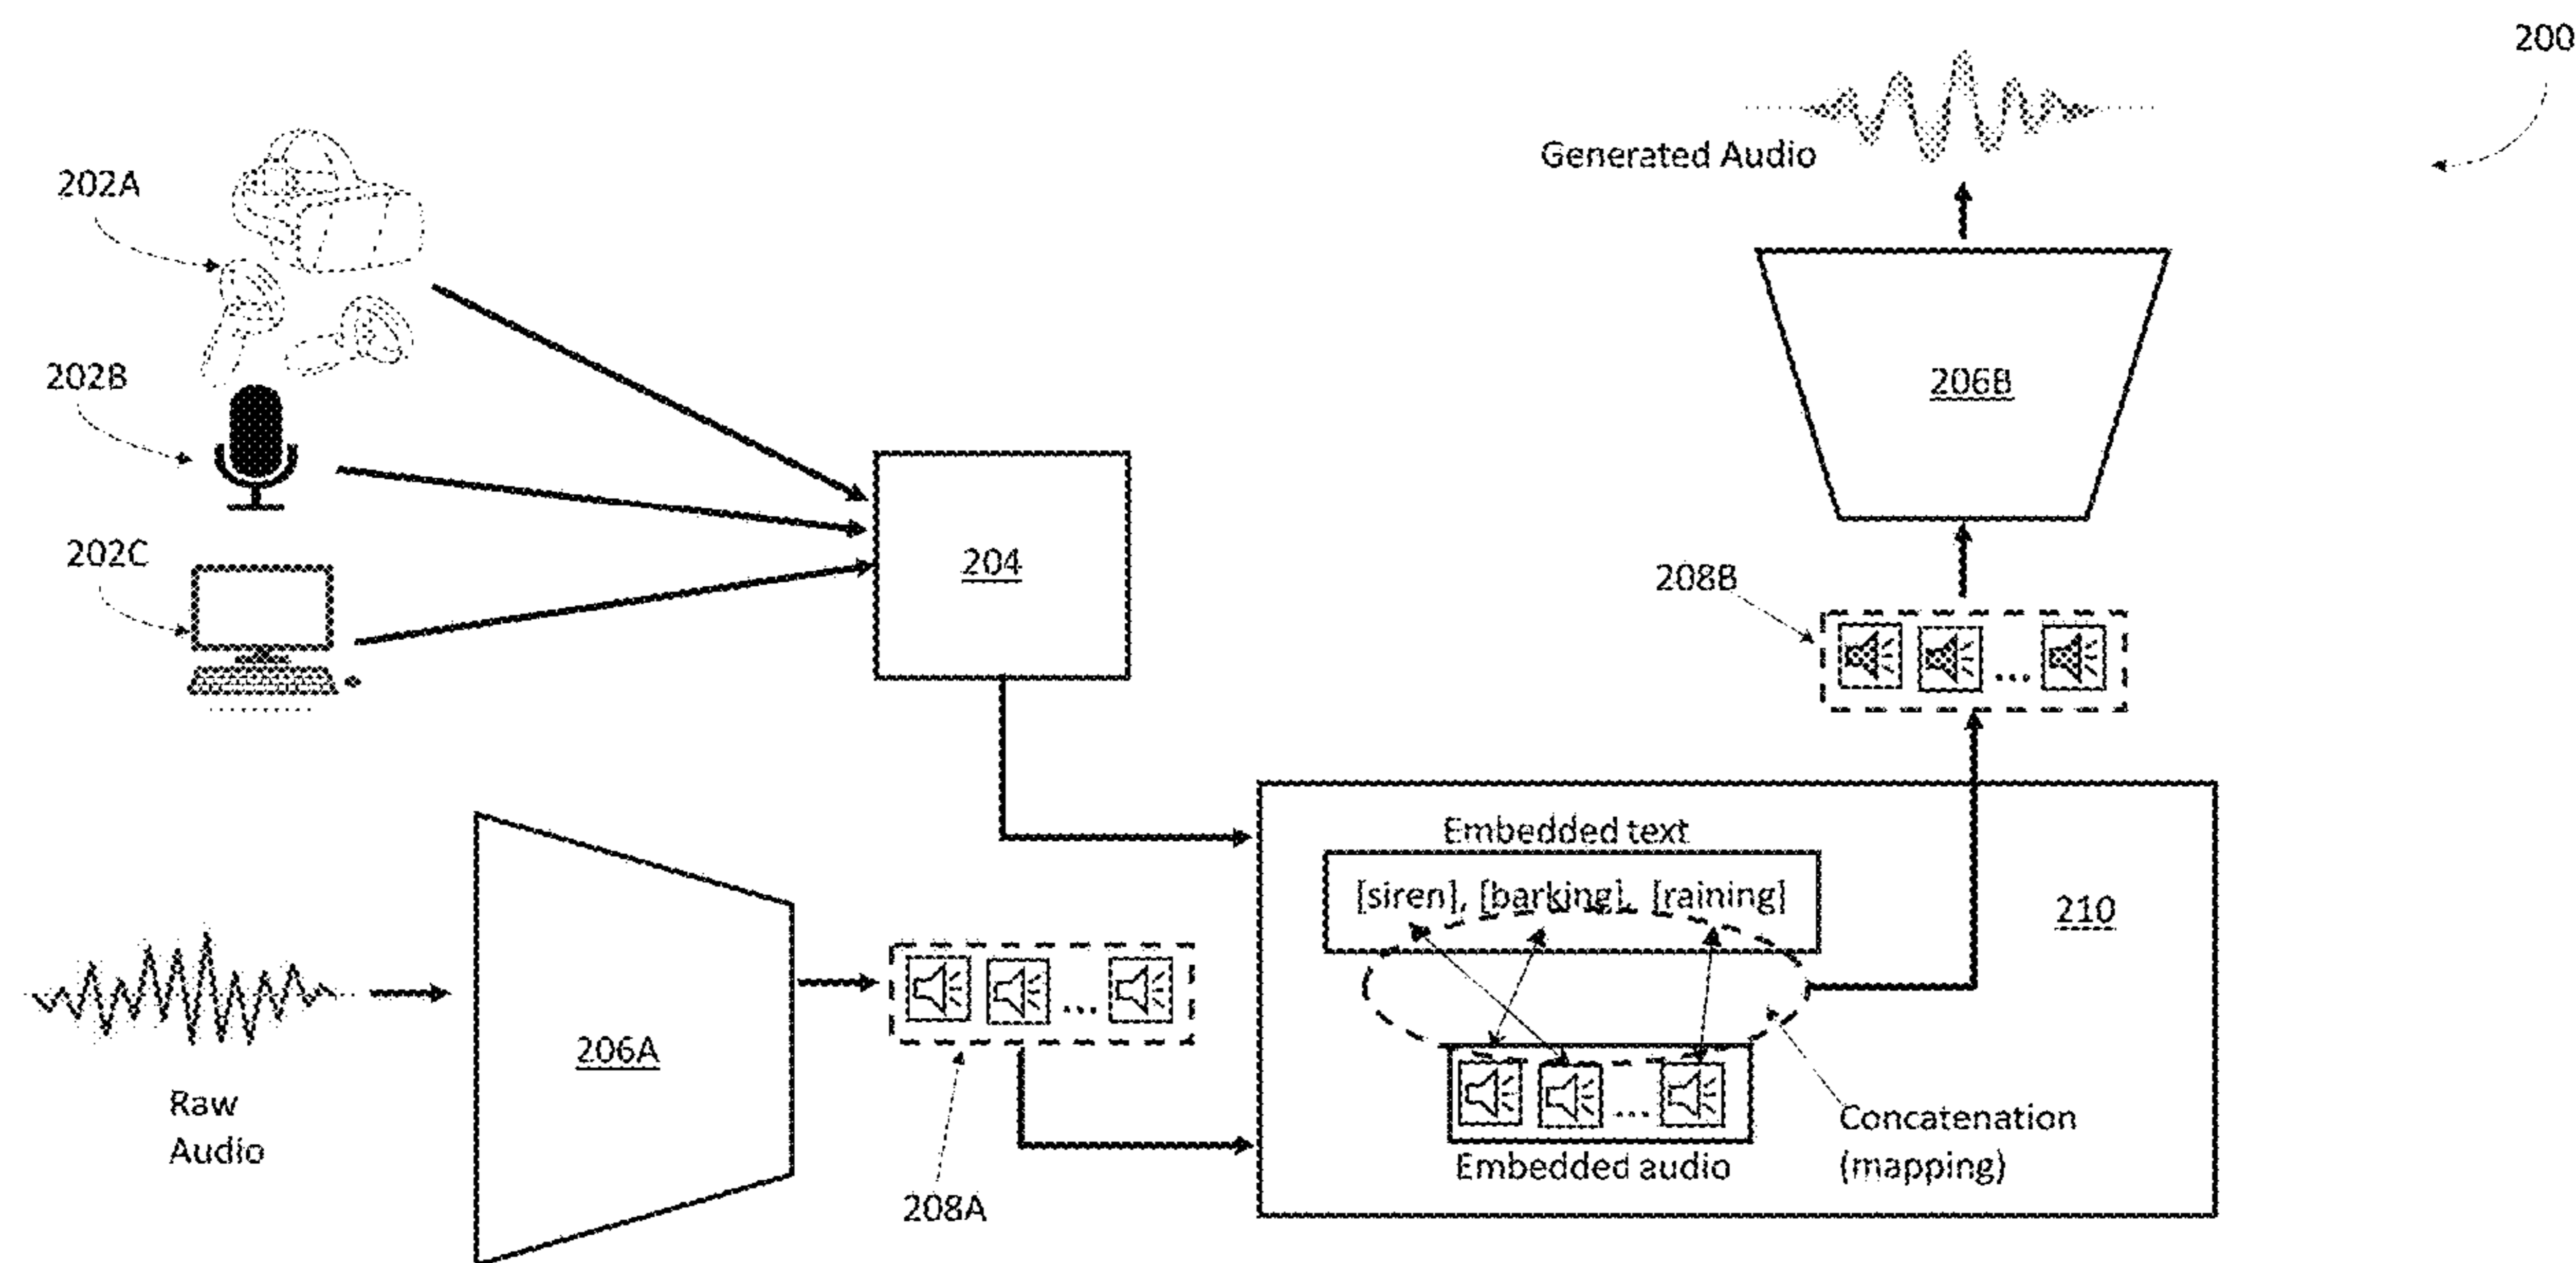 200
Generated Audio
202A
202B
206B
202C
204
208B
Embedded text
[siren], [barking], [raining]
210
206A
Raw
Audio
Concatenation
(mapping)
Embedded audio
208A